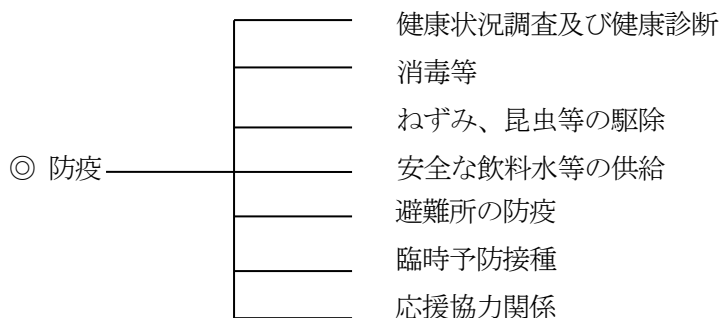 健康状況調査及び健康診断
消毒等
ねずみ、昆虫等の駆除
◎ 防疫
安全な飲料水等の供給
避難所の防疫
臨時予防接種
応援協力関係